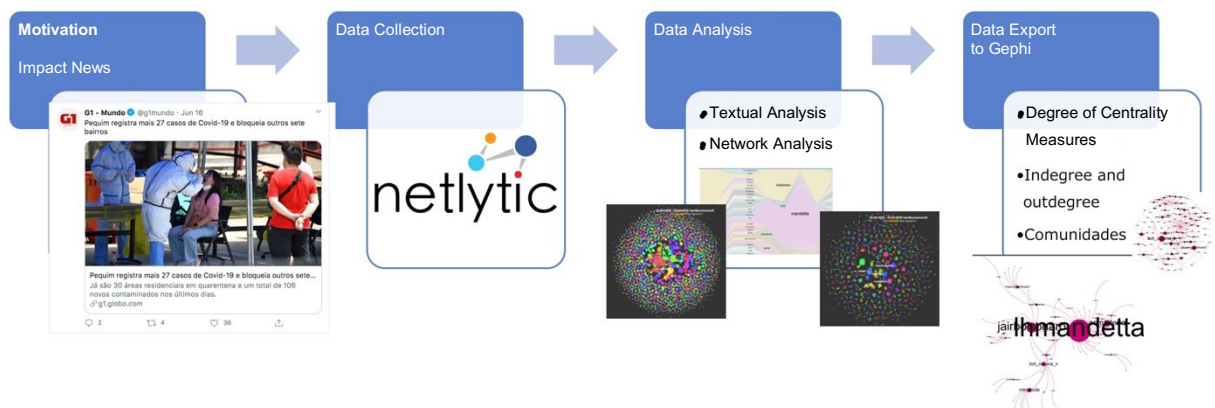 Motivation
Impact News
G1 - Mundo @g1mundo · Jun 16
Pequim registra mais 27 casos de Covid-19 e bloqueia outros sete
bairros
Pequim registra mais 27 casos de Covid-19 e bloqueia outros sete...
Já são 30 áreas residenciais em quarentena e um total de 106
novos contaminados nos últimos dias.
g1.globo.com
2
4
36
Data Collection
netlytic
Data Analysis
•Textual Analysis
•Network Analysis
mandetta
Data Export
to Gephi
•Degree of Centrality
Measures
•Indegree and
outdegree
•Comunidades
lhmandetta